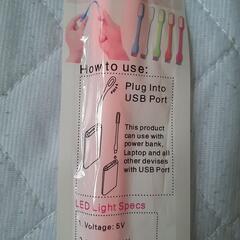 How to use:
Plug Into
USB Port
This product
can use with
power bank,
Laptop and all
other devises
with USB Port
LED Light Specs
1. Voltage: 5V